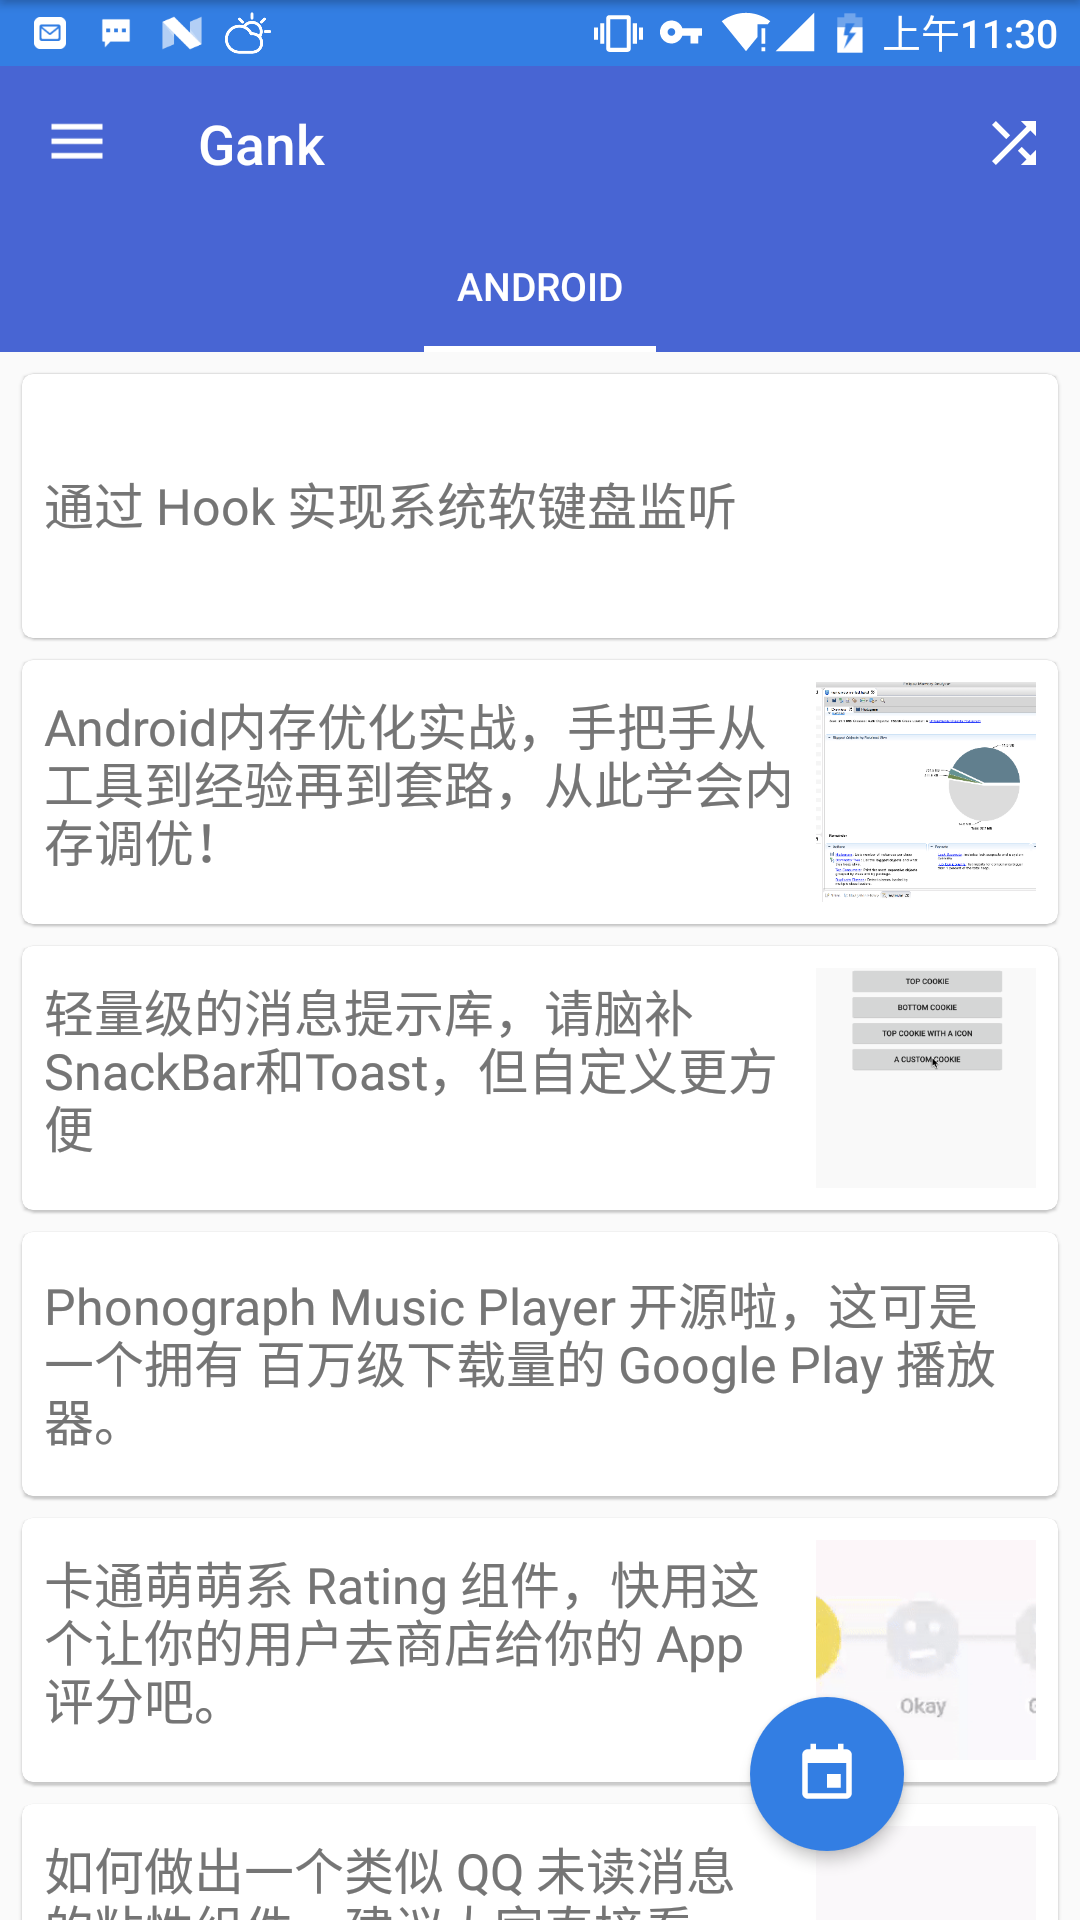 上午11:30
Gank
ANDROID
通过 Hook 实现系统软键盘监听
Android内存优化实战，手把手从
工具到经验再到套路，从此学会内
存调优！
轻量级的消息提示库，请脑补
SnackBar和Toast，但自定义更方
便
TOP COOKIE
BOTTOM COOKIE
TOP COOKIE WITH A ICON
A CUSTOM COOKIE
Phonograph Music Player 开源啦，这可是
一个拥有 百万级下载量的 Google Play 播放
器。
卡通萌萌系 Rating 组件，快用这
个让你的用户去商店给你的 App
评分吧。
Okay
如何做出一个类似 QQ 未读消息